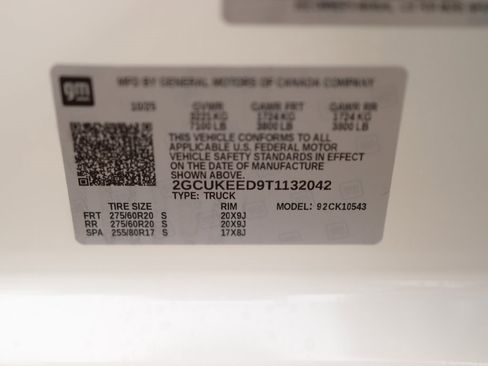 gm
MFD BY GENERAL MOTORS OF CANADA COMPANY
10/25 GVWR GAWR FRT GAWR RR
3221 KG 1724 KG 1724 KG
7100 LB 3800 LB 3800 LB
THIS VEHICLE CONFORMS TO ALL
APPLICABLE U.S. FEDERAL MOTOR
VEHICLE SAFETY STANDARDS IN EFFECT
ON THE DATE OF MANUFACTURE
SHOWN ABOVE.
2GCUKEED9T1132042
TYPE: TRUCK
TIRE SIZE RIM MODEL: 92CK10543
FRT 275/60R20 S 20X9J
RR 275/60R20 S 20X9J
SPA 255/80R17 S 17X8J